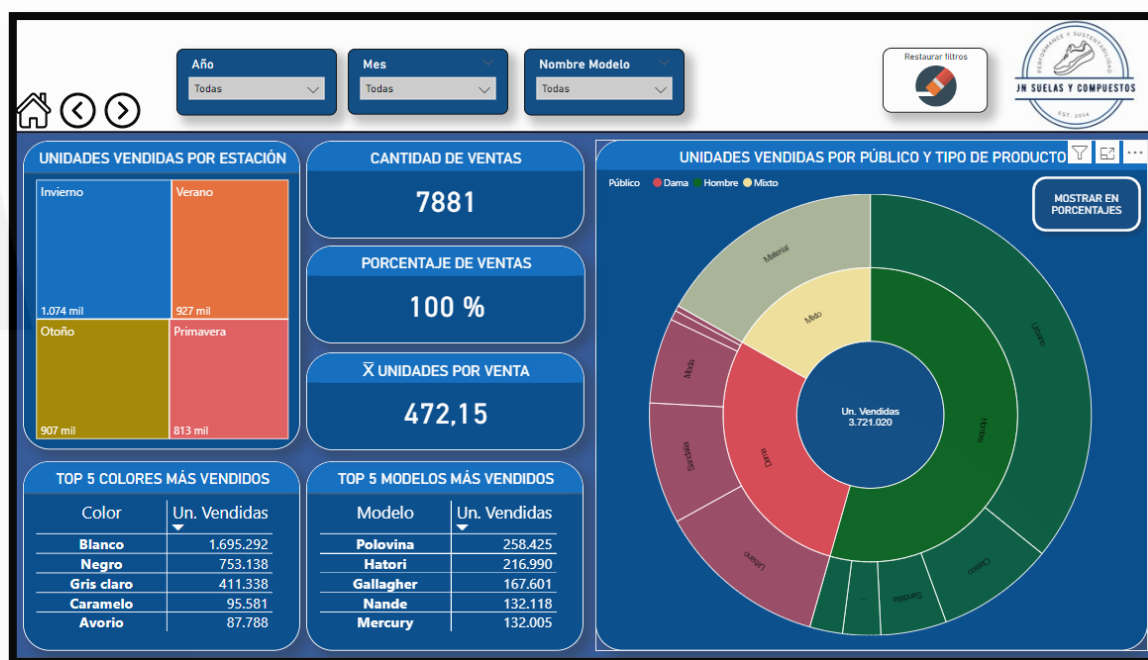 Año
Todas
Mes
Todas
Nombre Modelo
Todas
Restaurar filtros
PERFORMANCE Y SUSTENTABILIDAD
JN SUELAS Y COMPUESTOS
EST. 2014
UNIDADES VENDIDAS POR ESTACIÓN
Invierno
1.074 mil
Verano
927 mil
Otoño
907 mil
Primavera
813 mil
CANTIDAD DE VENTAS
7881
PORCENTAJE DE VENTAS
100 %
X̅ UNIDADES POR VENTA
472,15
UNIDADES VENDIDAS POR PÚBLICO Y TIPO DE PRODUCTO
Público Dama Hombre Mixto
MOSTRAR EN
PORCENTAJES
Material
Mixto
Urbano
Moda
Hombre
Un. Vendidas
3.721.020
Dama
Sandalia
Urbano
Clasico
Sandalia
...
TOP 5 COLORES MÁS VENDIDOS
Color Un. Vendidas
Blanco 1.695.292
Negro 753.138
Gris claro 411.338
Caramelo 95.581
Avorio 87.788
TOP 5 MODELOS MÁS VENDIDOS
Modelo Un. Vendidas
Polovina 258.425
Hatori 216.990
Gallagher 167.601
Nande 132.118
Mercury 132.005